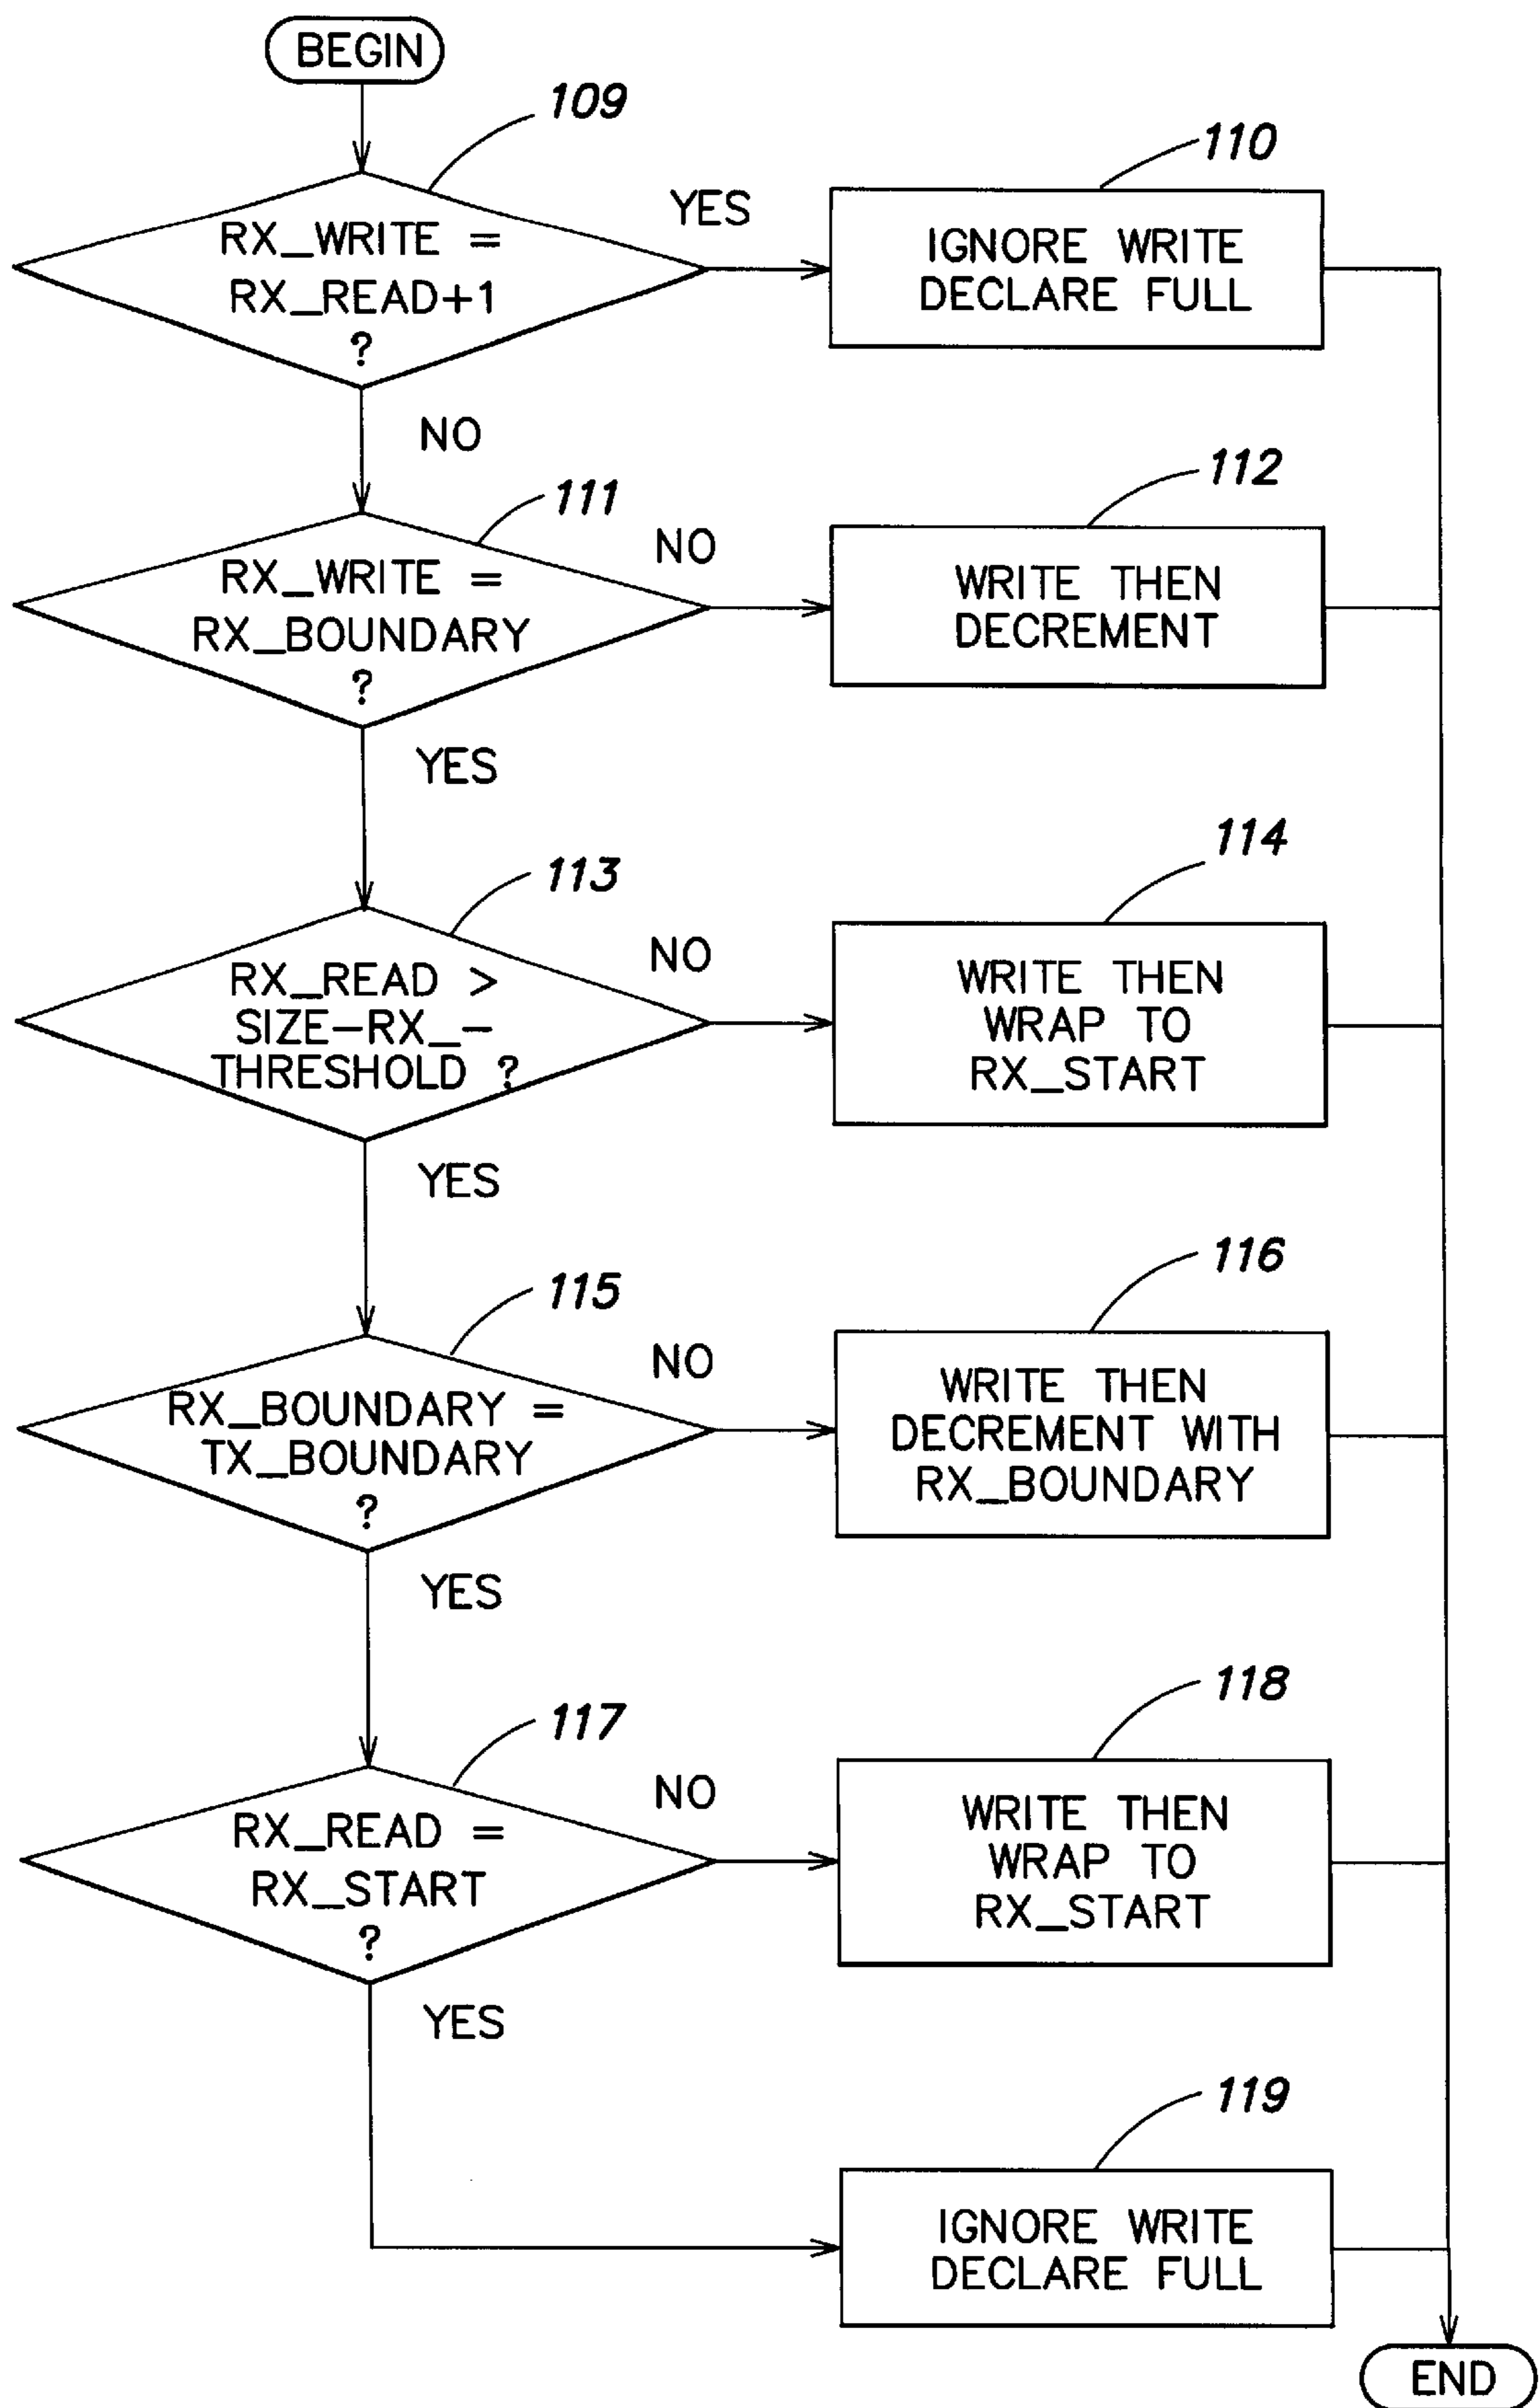 BEGIN
109
RX_WRITE =
RX_READ+1
?
YES
110
IGNORE WRITE
DECLARE FULL
NO
111
RX_WRITE =
RX_BOUNDARY
?
NO
112
WRITE THEN
DECREMENT
YES
113
RX_READ >
SIZE-RX_-
THRESHOLD ?
NO
114
WRITE THEN
WRAP TO
RX_START
YES
115
RX_BOUNDARY =
TX_BOUNDARY
?
NO
116
WRITE THEN
DECREMENT WITH
RX_BOUNDARY
YES
117
RX_READ =
RX_START
?
NO
118
WRITE THEN
WRAP TO
RX_START
YES
119
IGNORE WRITE
DECLARE FULL
END